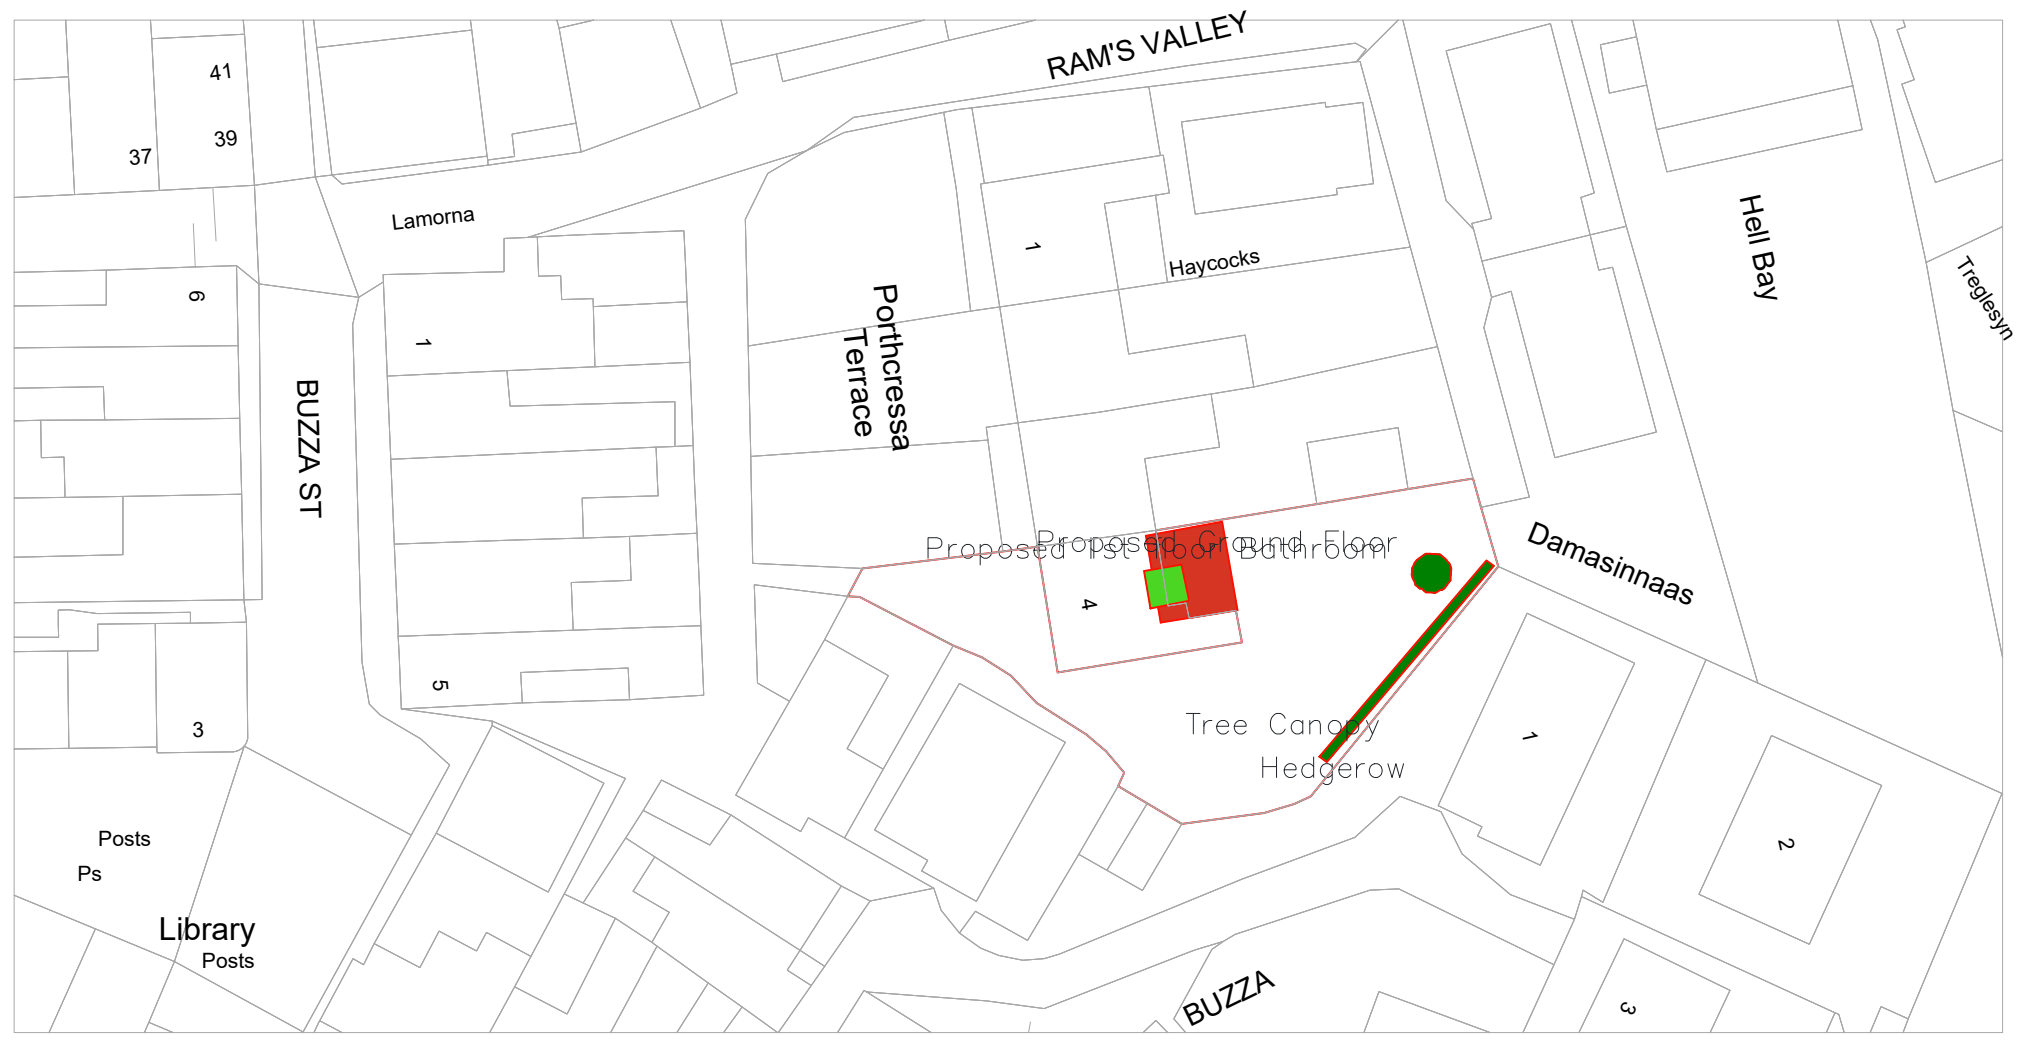 RAM'S VALLEY
41
39
37
Lamorna
Hell Bay
1
Haycocks
Treglesyn
6
Porthcressa
Terrace
1
BUZZA ST
Proposed Ground Floor
Proposed 1st floor Bathroom
Damasinnaas
4
5
3
Tree Canopy
Hedgerow
1
2
Posts
Ps
Library
Posts
BUZZA
3